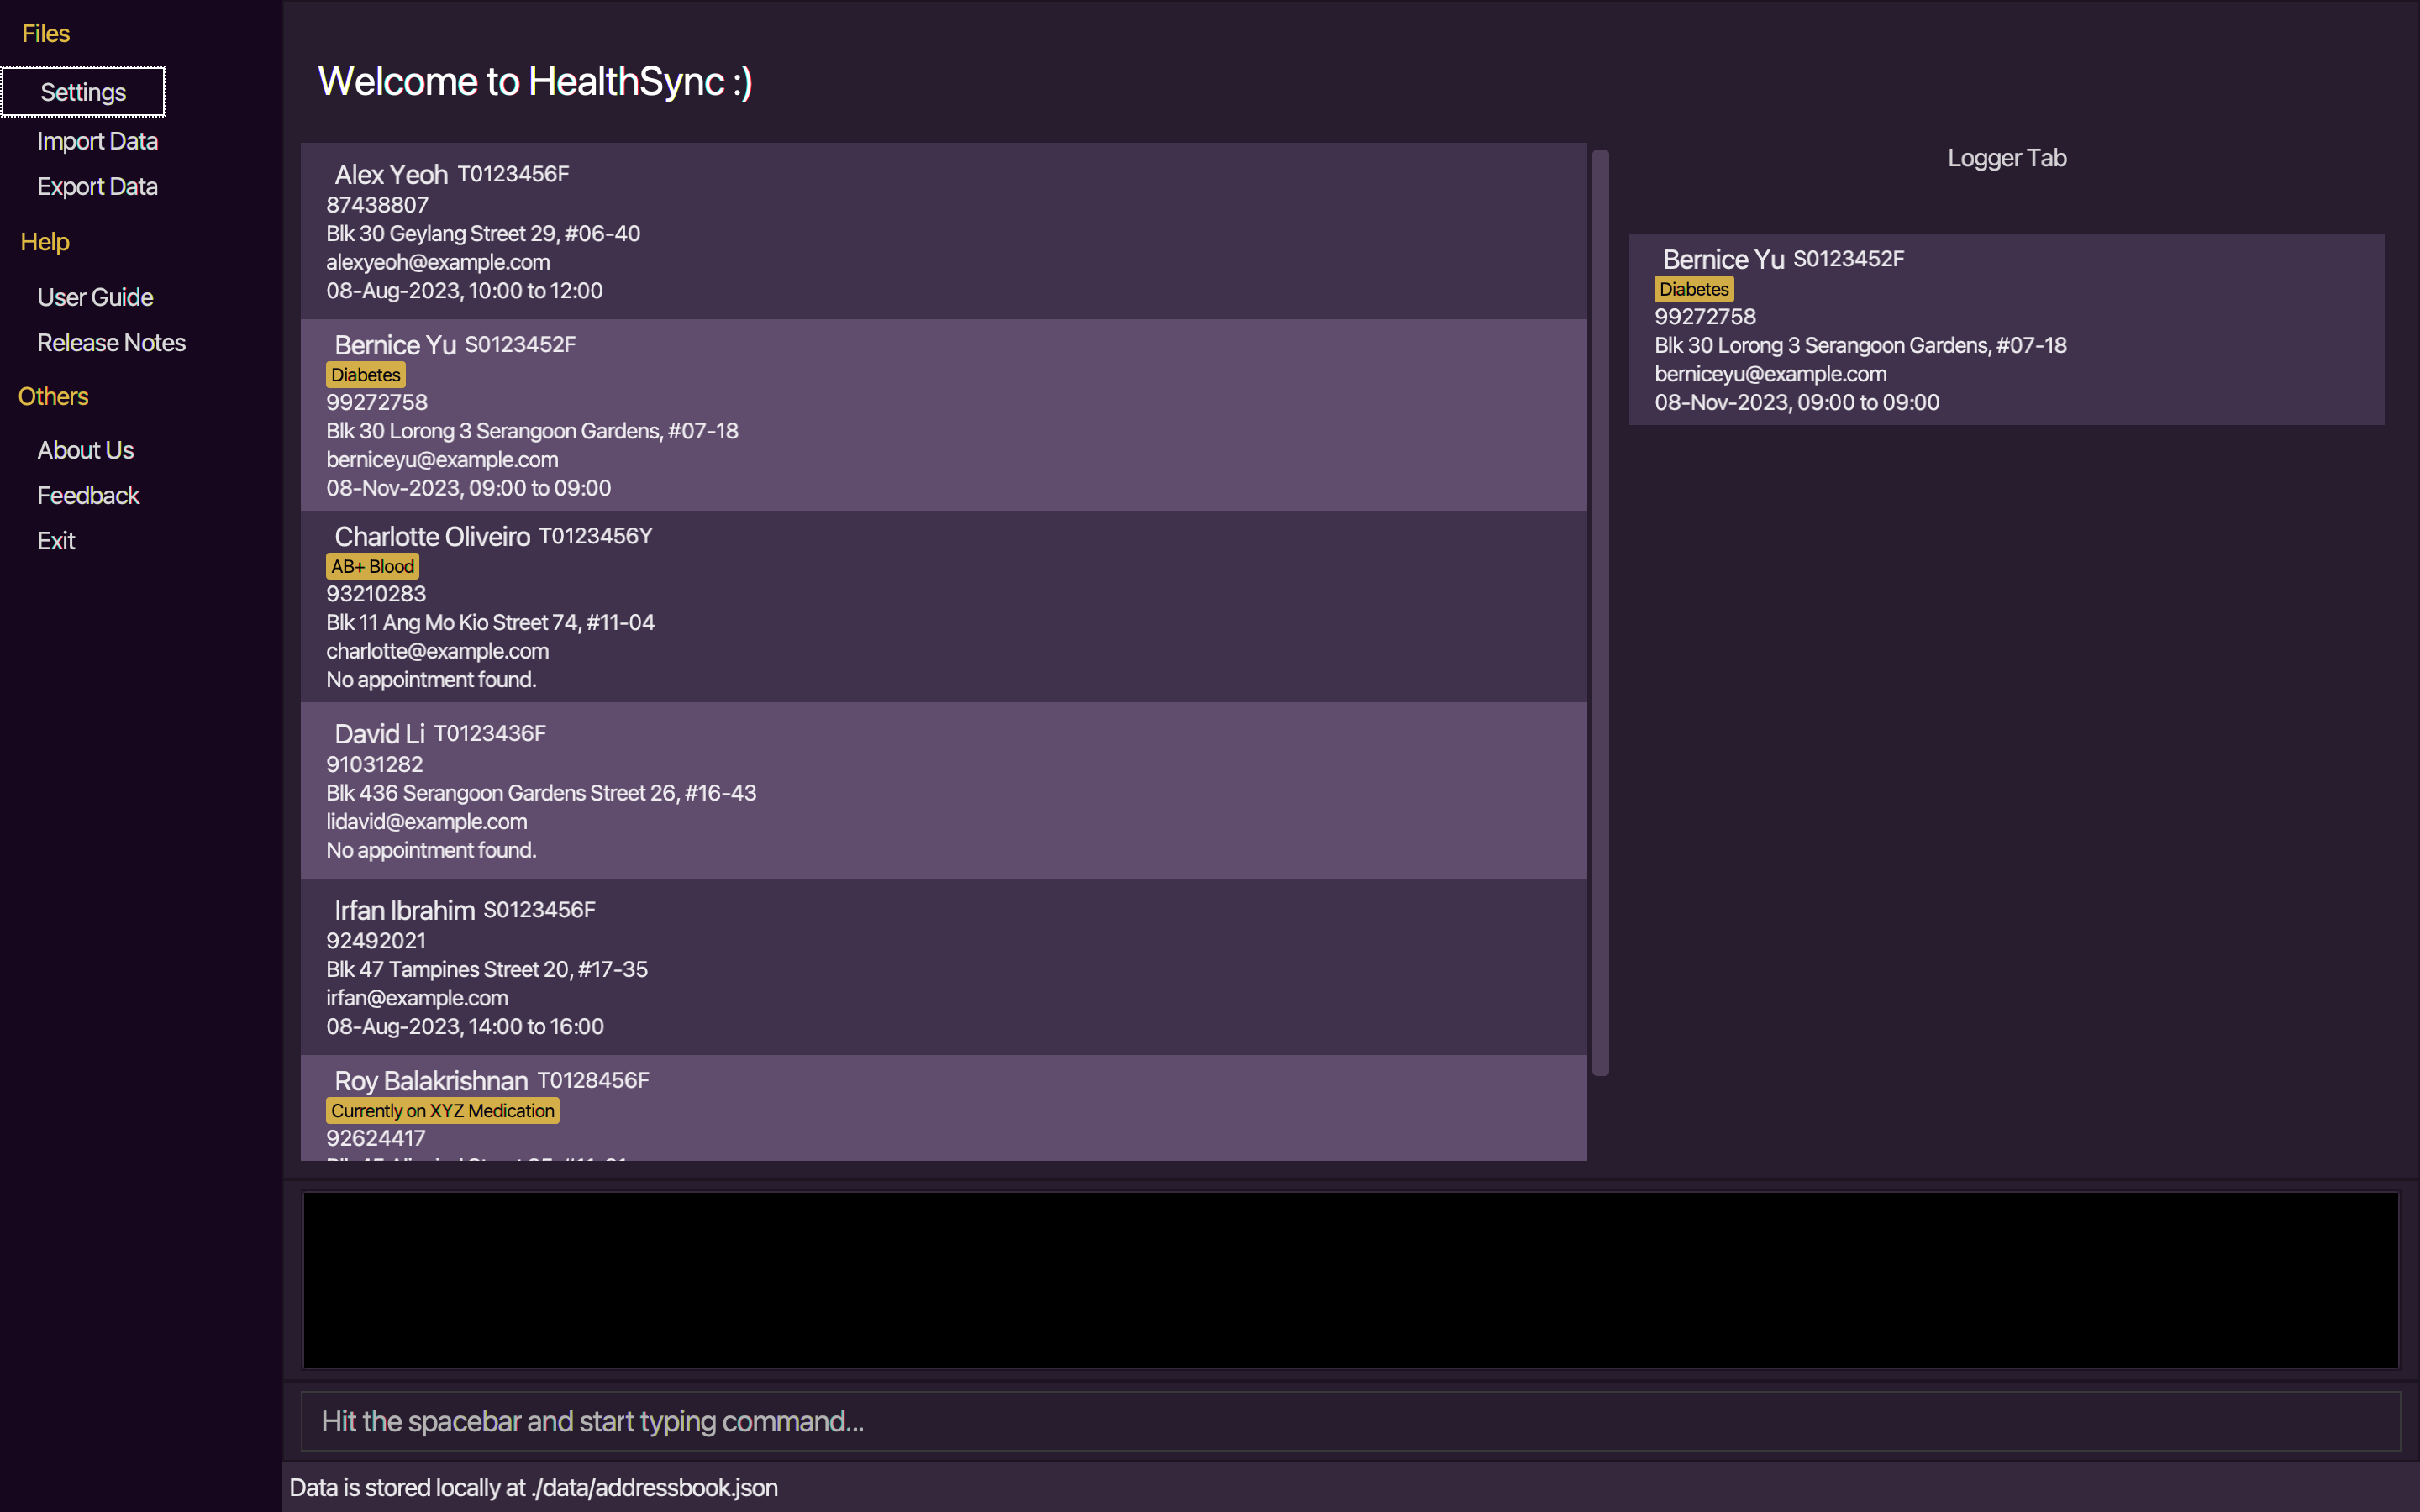 Files
Settings
Import Data
Export Data
Help
User Guide
Release Notes
Others
About Us
Feedback
Exit
Welcome to HealthSync :)
Alex Yeoh T0123456F
87438807
Blk 30 Geylang Street 29, #06-40
alexyeoh@example.com
08-Aug-2023, 10:00 to 12:00
Bernice Yu S0123452F
Diabetes
99272758
Blk 30 Lorong 3 Serangoon Gardens, #07-18
berniceyu@example.com
08-Nov-2023, 09:00 to 09:00
Charlotte Oliveiro T0123456Y
AB+ Blood
93210283
Blk 11 Ang Mo Kio Street 74, #11-04
charlotte@example.com
No appointment found.
David Li T0123436F
91031282
Blk 436 Serangoon Gardens Street 26, #16-43
lidavid@example.com
No appointment found.
Irfan Ibrahim S0123456F
92492021
Blk 47 Tampines Street 20, #17-35
irfan@example.com
08-Aug-2023, 14:00 to 16:00
Roy Balakrishnan T0128456F
Currently on XYZ Medication
92624417
Logger Tab
Bernice Yu S0123452F
Diabetes
99272758
Blk 30 Lorong 3 Serangoon Gardens, #07-18
berniceyu@example.com
08-Nov-2023, 09:00 to 09:00
Hit the spacebar and start typing command...
Data is stored locally at ./data/addressbook.json